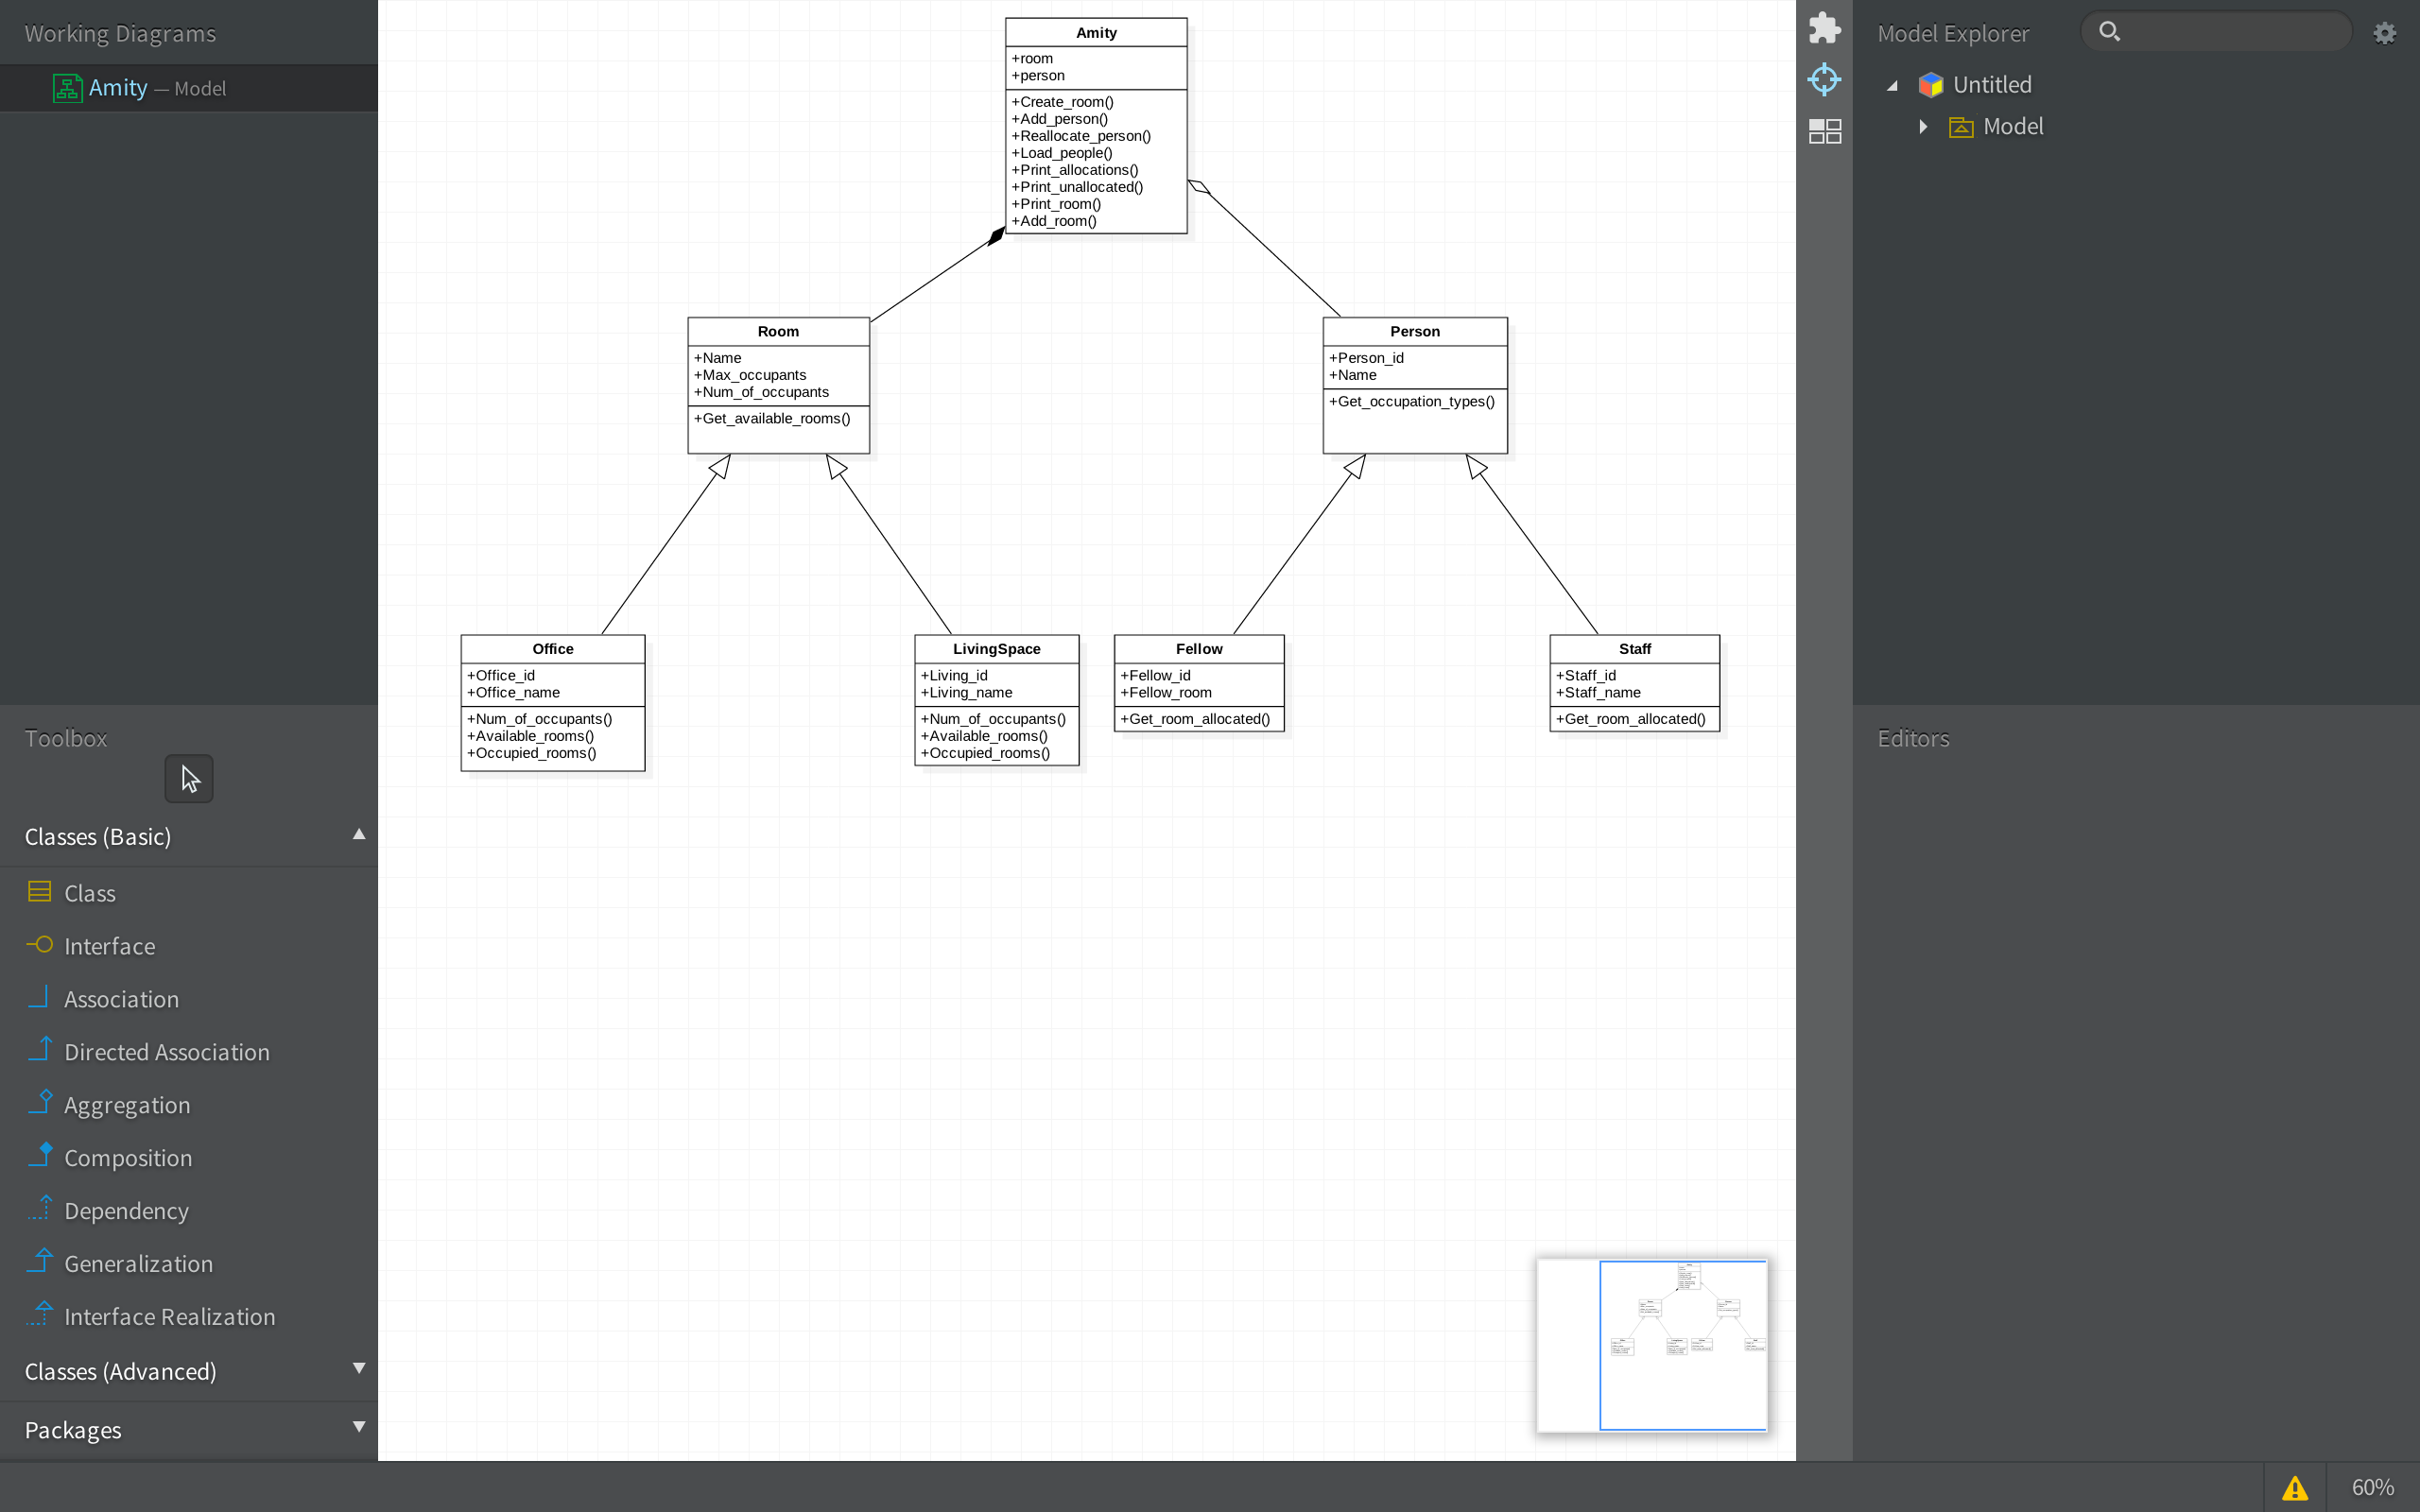 Working Diagrams
Amity — Model
Toolbox
Classes (Basic)
Class
Interface
Association
Directed Association
Aggregation
Composition
Dependency
Generalization
Interface Realization
Classes (Advanced)
Packages
Amity
+room
+person
+Create_room()
+Add_person()
+Reallocate_person()
+Load_people()
+Print_allocations()
+Print_unallocated()
+Print_room()
+Add_room()
Room
+Name
+Max_occupants
+Num_of_occupants
+Get_available_rooms()
Person
+Person_id
+Name
+Get_occupation_types()
Office
+Office_id
+Office_name
+Num_of_occupants()
+Available_rooms()
+Occupied_rooms()
LivingSpace
+Living_id
+Living_name
+Num_of_occupants()
+Available_rooms()
+Occupied_rooms()
Fellow
+Fellow_id
+Fellow_room
+Get_room_allocated()
Staff
+Staff_id
+Staff_name
+Get_room_allocated()
Model Explorer
Untitled
Model
Editors
60%